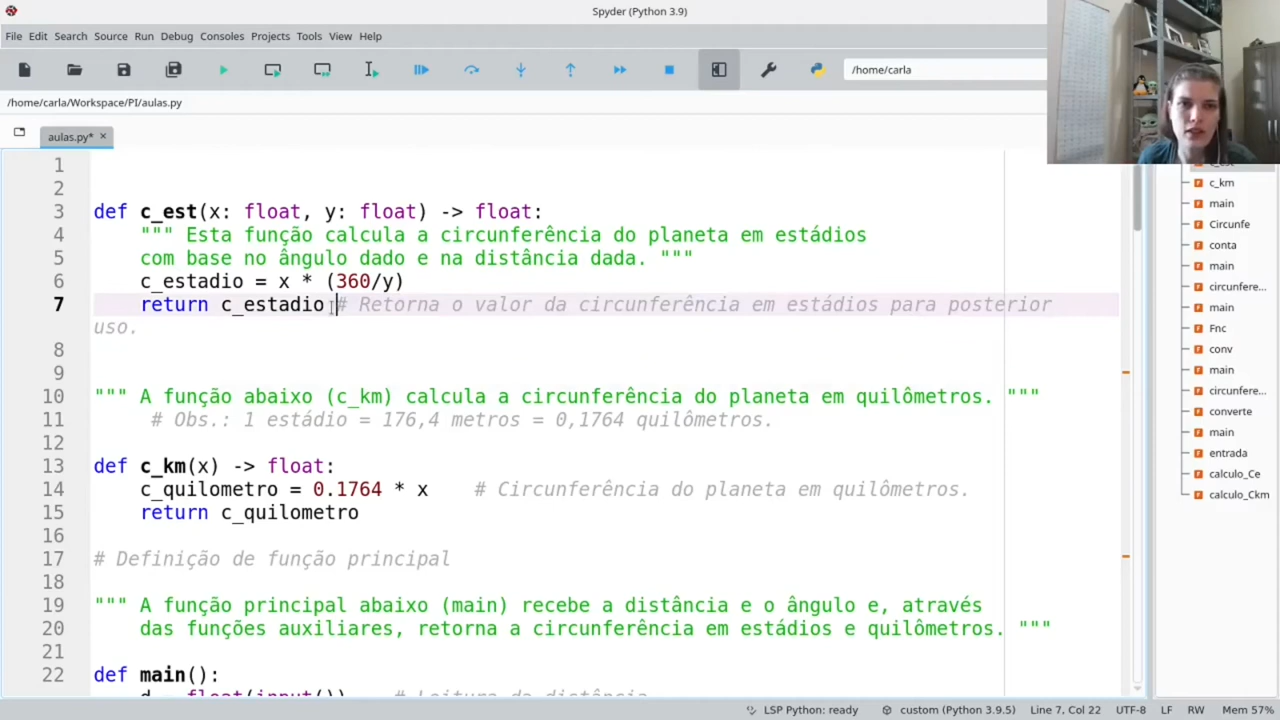 Spyder (Python 3.9)
File Edit Search Source Run Debug Consoles Projects Tools View Help
/home/carla
/home/carla/Workspace/PI/aulas.py
aulas.py*
1
2
3 def c_est(x: float, y: float) -> float:
4 """ Esta função calcula a circunferência do planeta em estádios
5 com base no ângulo dado e na distância dada. """
6 c_estadio = x * (360/y)
7 return c_estadio # Retorna o valor da circunferência em estádios para posterior
uso.
8
9
10 """ A função abaixo (c_km) calcula a circunferência do planeta em quilômetros. """
11 # Obs.: 1 estádio = 176,4 metros = 0,1764 quilômetros.
12
13 def c_km(x) -> float:
14 c_quilometro = 0.1764 * x # Circunferência do planeta em quilômetros.
15 return c_quilometro
16
17 # Definição de função principal
18
19 """ A função principal abaixo (main) recebe a distância e o ângulo e, através
20 das funções auxiliares, retorna a circunferência em estádios e quilômetros. """
21
22 def main():
d = float(input()) # Leitura da distância
c_km
main
Circunfe
conta
main
circunfere...
main
Fnc
conv
main
circunfere...
converte
main
entrada
calculo_Ce
calculo_Ckm
LSP Python: ready custom (Python 3.9.5) Line 7, Col 22 UTF-8 LF RW Mem 57%